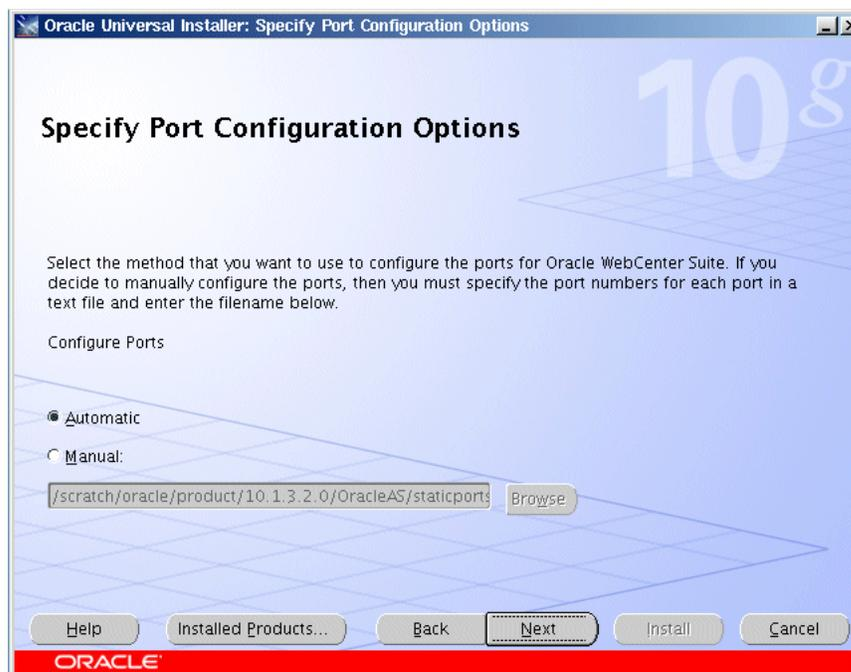 Oracle Universal Installer: Specify Port Configuration Options
10g
Specify Port Configuration Options
Select the method that you want to use to configure the ports for Oracle WebCenter Suite. If you
decide to manually configure the ports, then you must specify the port numbers for each port in a
text file and enter the filename below.
Configure Ports
Automatic
Manual:
/scratch/oracle/product/10.1.3.2.0/OracleAS/staticports
Browse
Help
Installed Products...
Back
Next
Install
Cancel
ORACLE